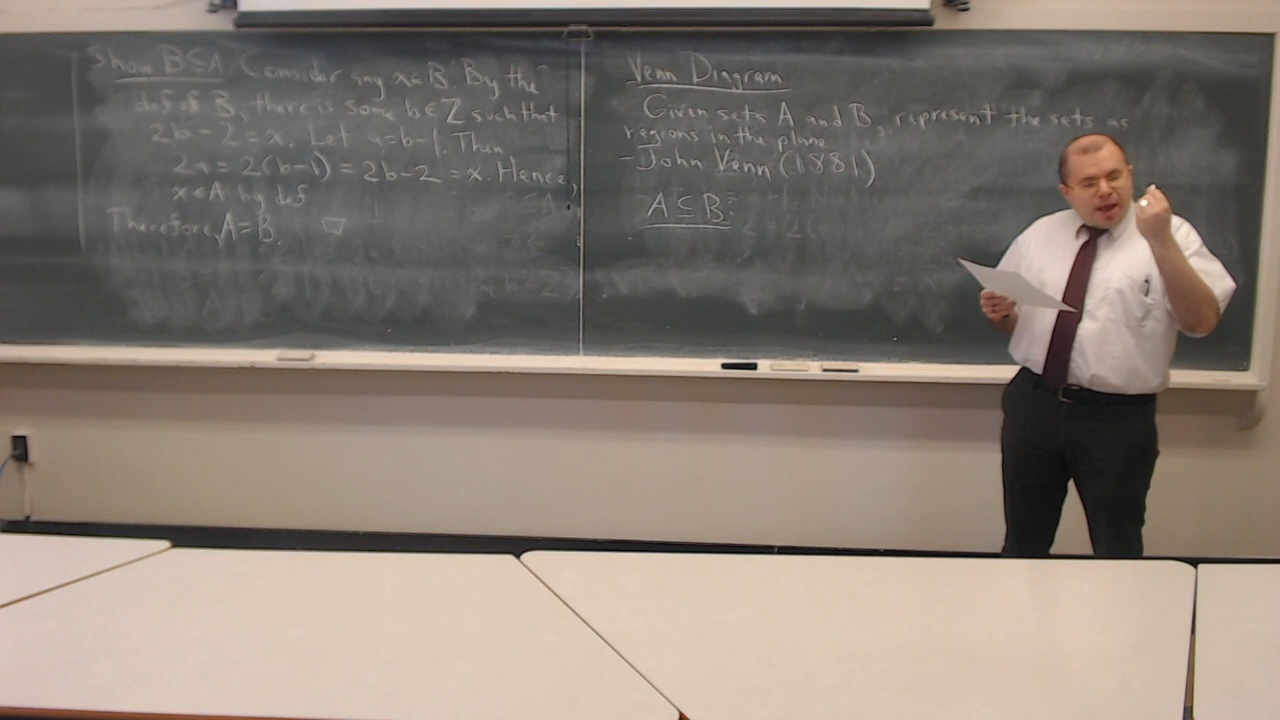 Show B⊆A Consider any x∈B By the
def of B, there is some b∈Z such that
2b-2=x. Let a=b-1. Then
2a=2(b-1)=2b-2=x. Hence,
x∈A by def
Therefore, A=B. □
Venn Diagram
Given sets A and B, represent the sets as
regions in the plane
- John Venn (1881)
A⊆B: